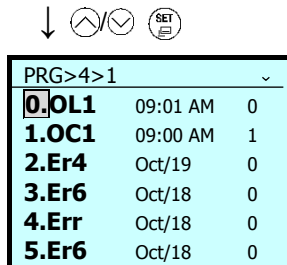 SET
PRG>4>1
0.OL1 09:01 AM 0
1.OC1 09:00 AM 1
2.Er4 Oct/19 0
3.Er6 Oct/18 0
4.Err Oct/18 0
5.Er6 Oct/18 0